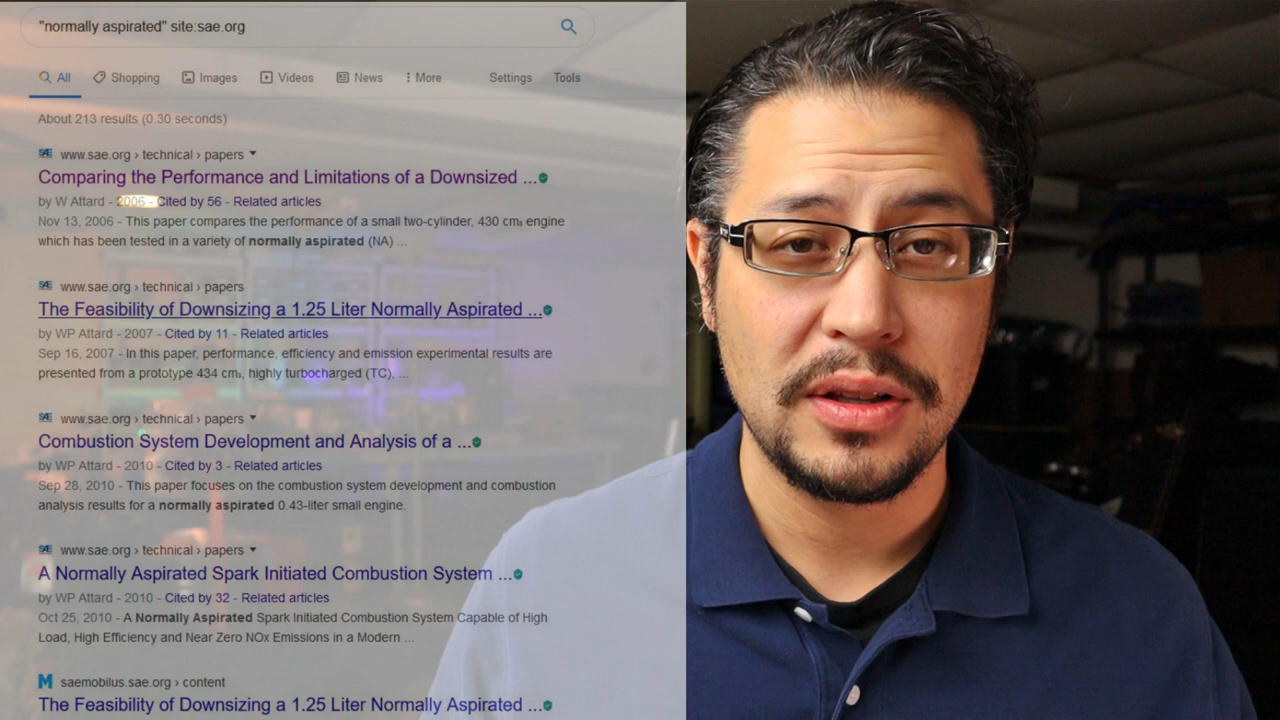 "normally aspirated" site:sae.org
All Shopping Images Videos News More Settings Tools
About 213 results (0.30 seconds)
SAE www.sae.org › technical › papers
Comparing the Performance and Limitations of a Downsized ...
by W Attard - 2006 - Cited by 56 - Related articles
Nov 13, 2006 - This paper compares the performance of a small two-cylinder, 430 cm₃ engine
which has been tested in a variety of normally aspirated (NA) ...
SAE www.sae.org › technical › papers
The Feasibility of Downsizing a 1.25 Liter Normally Aspirated ...
by WP Attard - 2007 - Cited by 11 - Related articles
Sep 16, 2007 - In this paper, performance, efficiency and emission experimental results are
presented from a prototype 434 cm₃, highly turbocharged (TC), ...
SAE www.sae.org › technical › papers
Combustion System Development and Analysis of a ...
by WP Attard - 2010 - Cited by 3 - Related articles
Sep 28, 2010 - This paper focuses on the combustion system development and combustion
analysis results for a normally aspirated 0.43-liter small engine.
SAE www.sae.org › technical › papers
A Normally Aspirated Spark Initiated Combustion System ...
by WP Attard - 2010 - Cited by 32 - Related articles
Oct 25, 2010 - A Normally Aspirated Spark Initiated Combustion System Capable of High
Load, High Efficiency and Near Zero NOx Emissions in a Modern ...
M saemobilus.sae.org › content
The Feasibility of Downsizing a 1.25 Liter Normally Aspirated ...